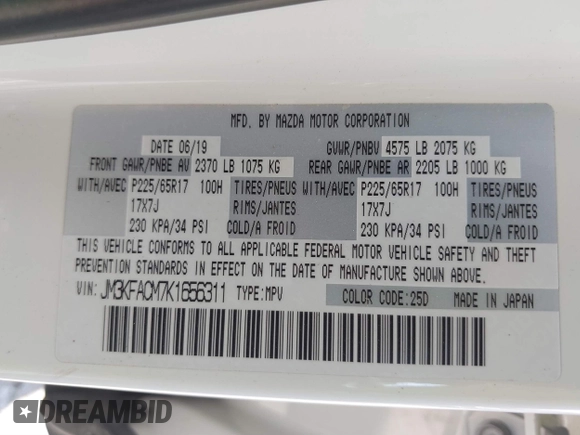 MFD. BY MAZDA MOTOR CORPORATION
DATE 06/19 GVWR/PNBV 4575 LB 2075 KG
FRONT GAWR/PNBE AV 2370 LB 1075 KG REAR GAWR/PNBE AR 2205 LB 1000 KG
WITH/AVEC P225/65R17 100H TIRES/PNEUS WITH/AVEC P225/65R17 100H TIRES/PNEUS
17X7J RIMS/JANTES 17X7J RIMS/JANTES
230 KPA/34 PSI COLD/A FROID 230 KPA/34 PSI COLD/A FROID
THIS VEHICLE CONFORMS TO ALL APPLICABLE FEDERAL MOTOR VEHICLE SAFETY AND THEFT
PREVENTION STANDARDS IN EFFECT ON THE DATE OF MANUFACTURE SHOWN ABOVE.
VIN: JM3KFACM7K1656311 TYPE:MPV COLOR CODE:25D MADE IN JAPAN
DREAMBID